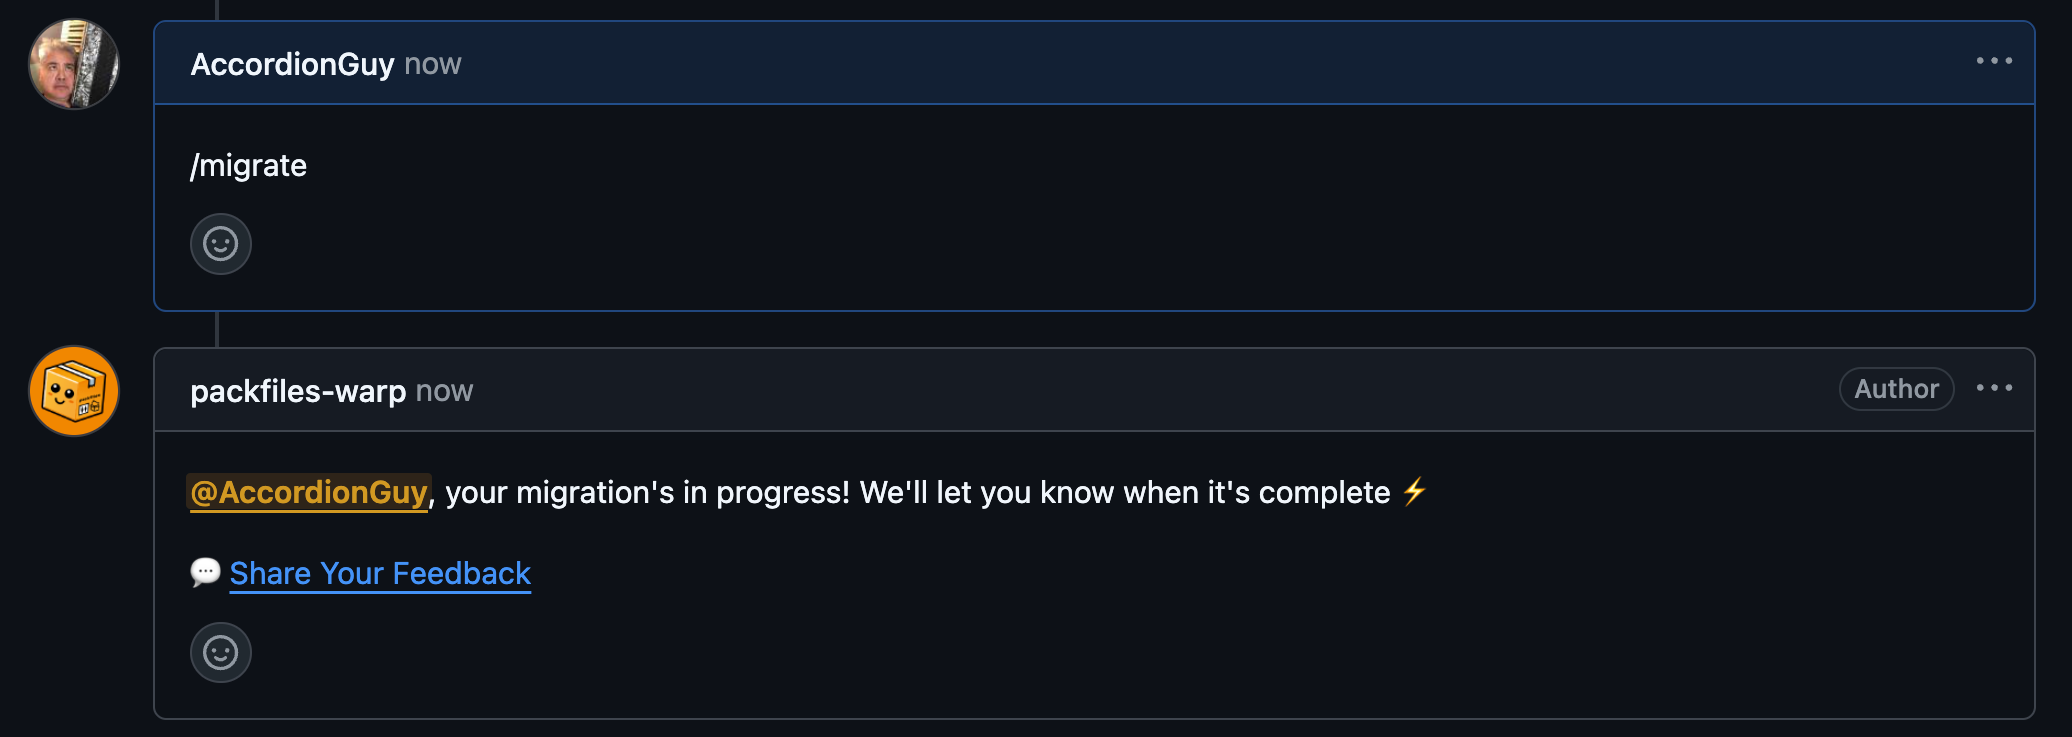 AccordionGuy now
/migrate
packfiles-warp now
Author
@AccordionGuy, your migration's in progress! We'll let you know when it's complete ⚡
💬 Share Your Feedback